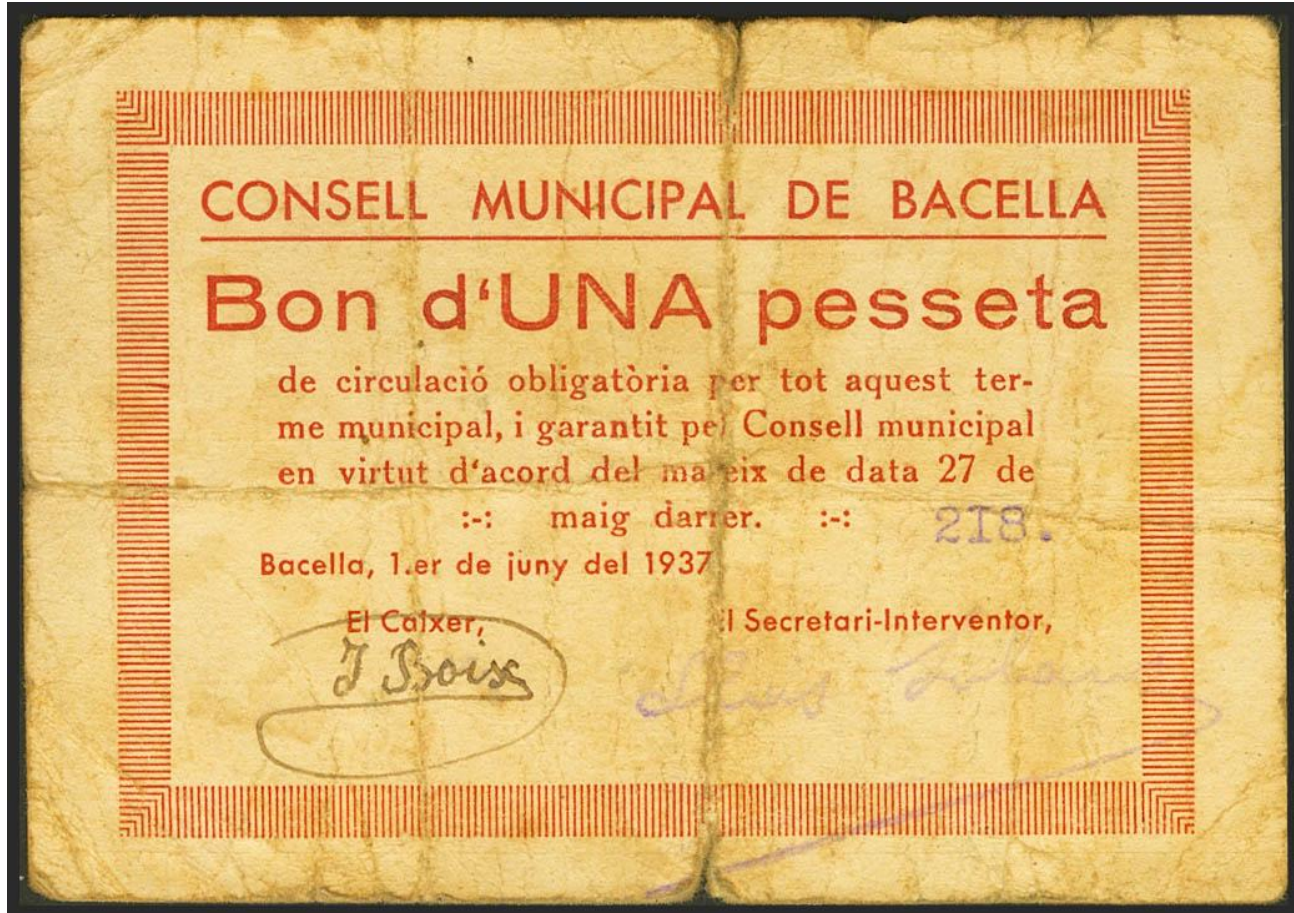 CONSELL MUNICIPAL DE BACELLA
Bon d'UNA pesseta
de circulació obligatòria per tot aquest ter-
me municipal, i garantit pel Consell municipal
en virtut d'acord del mateix de data 27 de
:-: maig darrer. :-:
2I8.
Bacella, 1.er de juny del 1937
El Caixer,
l Secretari-Interventor,
J Boix
Lluis